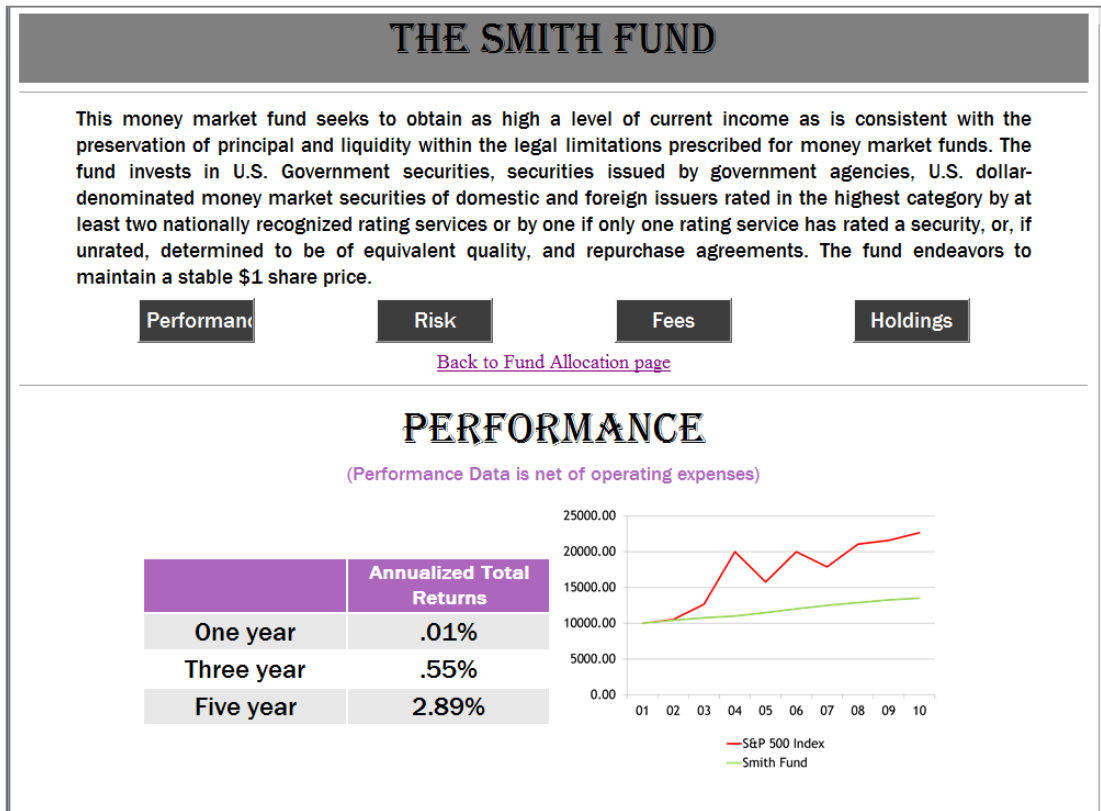 THE SMITH FUND
This money market fund seeks to obtain as high a level of current income as is consistent with the
preservation of principal and liquidity within the legal limitations prescribed for money market funds. The
fund invests in U.S. Government securities, securities issued by government agencies, U.S. dollar-
denominated money market securities of domestic and foreign issuers rated in the highest category by at
least two nationally recognized rating services or by one if only one rating service has rated a security, or, if
unrated, determined to be of equivalent quality, and repurchase agreements. The fund endeavors to
maintain a stable $1 share price.
Performanc Risk Fees Holdings
Back to Fund Allocation page
PERFORMANCE
(Performance Data is net of operating expenses)
Annualized Total
Returns
One year .01%
Three year .55%
Five year 2.89%
25000.00
20000.00
15000.00
10000.00
5000.00
0.00
01 02 03 04 05 06 07 08 09 10
S&P 500 Index
Smith Fund